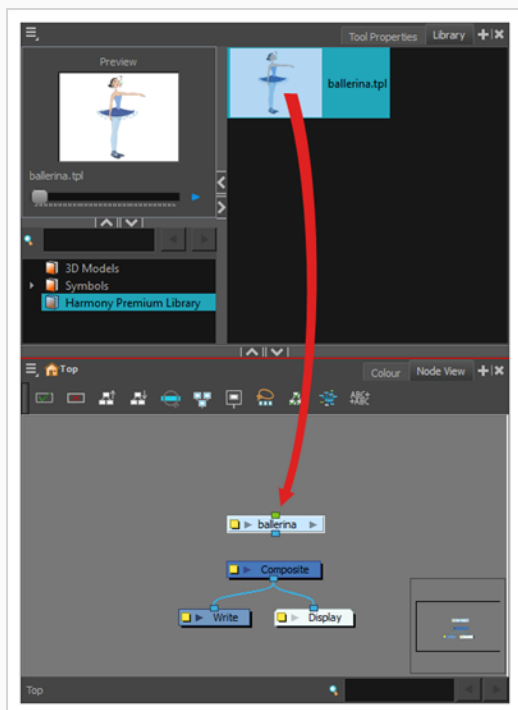 Tool Properties Library
Preview
ballerina.tpl
ballerina.tpl
3D Models
Symbols
Harmony Premium Library
Top Colour Node View
ABC+
+ABC
ballerina
Composite
Write Display
Top